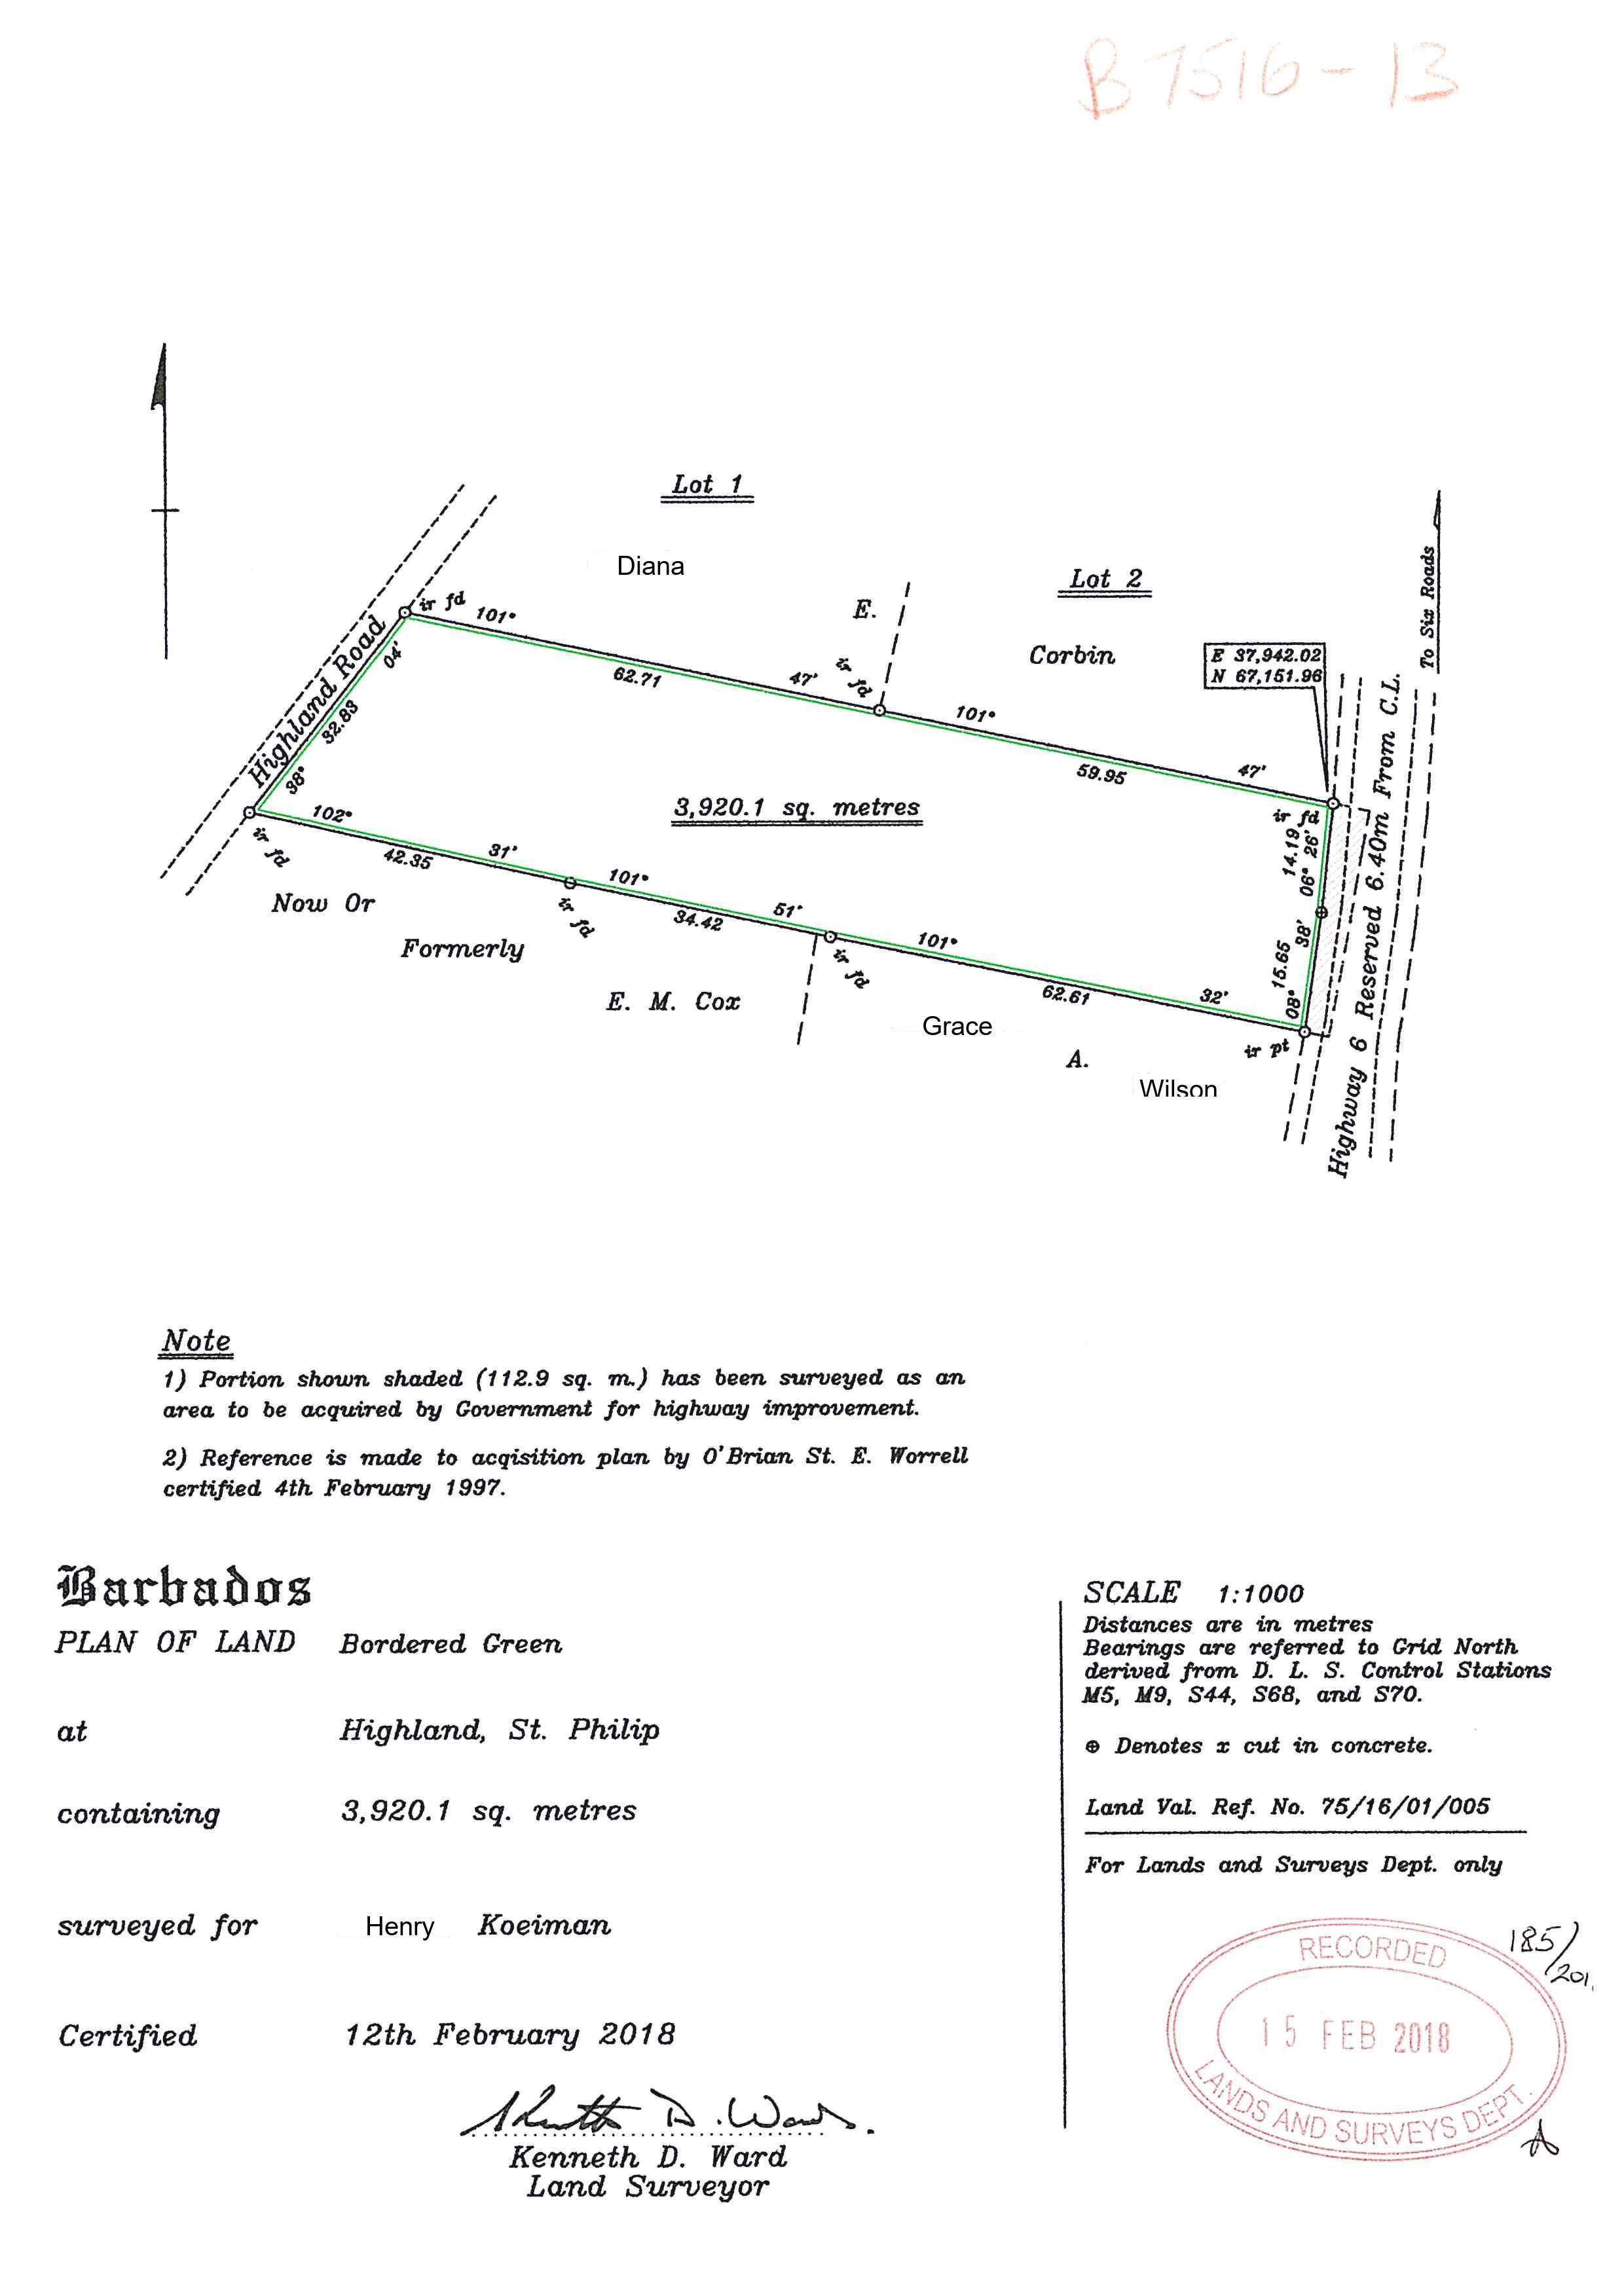 B7516-13
Lot 1
Diana
Lot 2
E.
Corbin
To Six Roads
E 37,942.02
N 67,151.96
Highland Road
ir fd
101° 47'
62.71
ir fd
101° 47'
59.95
38° 04'
32.83
ir fd
14.19
06° 26'
3,920.1 sq. metres
Highway 6 Reserved 6.40m From C.L.
102° 31'
42.35
ir fd
101° 51'
34.42
ir fd
101° 32'
62.61
ir fd
15.65
08° 38'
ir pt
Now Or
Formerly
E. M. Cox
Grace
A.
Wilson
Note
1) Portion shown shaded (112.9 sq. m.) has been surveyed as an
area to be acquired by Government for highway improvement.
2) Reference is made to acqisition plan by O'Brian St. E. Worrell
certified 4th February 1997.
Barbados
PLAN OF LAND Bordered Green
at Highland, St. Philip
containing 3,920.1 sq. metres
surveyed for Henry Koeiman
Certified 12th February 2018
Kenneth D. Ward.
Kenneth D. Ward
Land Surveyor
SCALE 1:1000
Distances are in metres
Bearings are referred to Grid North
derived from D. L. S. Control Stations
M5, M9, S44, S68, and S70.
⊕ Denotes x cut in concrete.
Land Val. Ref. No. 75/16/01/005
For Lands and Surveys Dept. only
185/201
RECORDED
15 FEB 2018
LANDS AND SURVEYS DEPT.